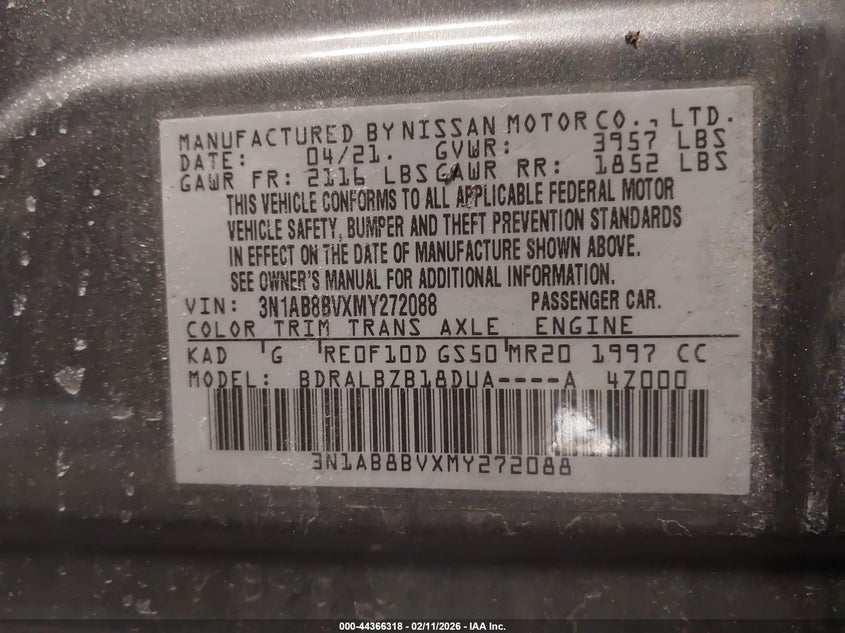 MANUFACTURED BY NISSAN MOTOR CO., LTD.
DATE: 04/21. GVWR: 3957 LBS
GAWR FR: 2116 LBS GAWR RR: 1852 LBS
THIS VEHICLE CONFORMS TO ALL APPLICABLE FEDERAL MOTOR
VEHICLE SAFETY, BUMPER AND THEFT PREVENTION STANDARDS
IN EFFECT ON THE DATE OF MANUFACTURE SHOWN ABOVE.
SEE OWNER'S MANUAL FOR ADDITIONAL INFORMATION.
VIN: 3N1AB8BVXMY272088 PASSENGER CAR.
COLOR TRIM TRANS AXLE ENGINE
KAD G RE0F10D GS50 MR20 1997 CC
MODEL: BDRALBZB18DUA----A 4Z000
3N1AB8BVXMY272088
000-44366318 - 02/11/2026 - IAA Inc.